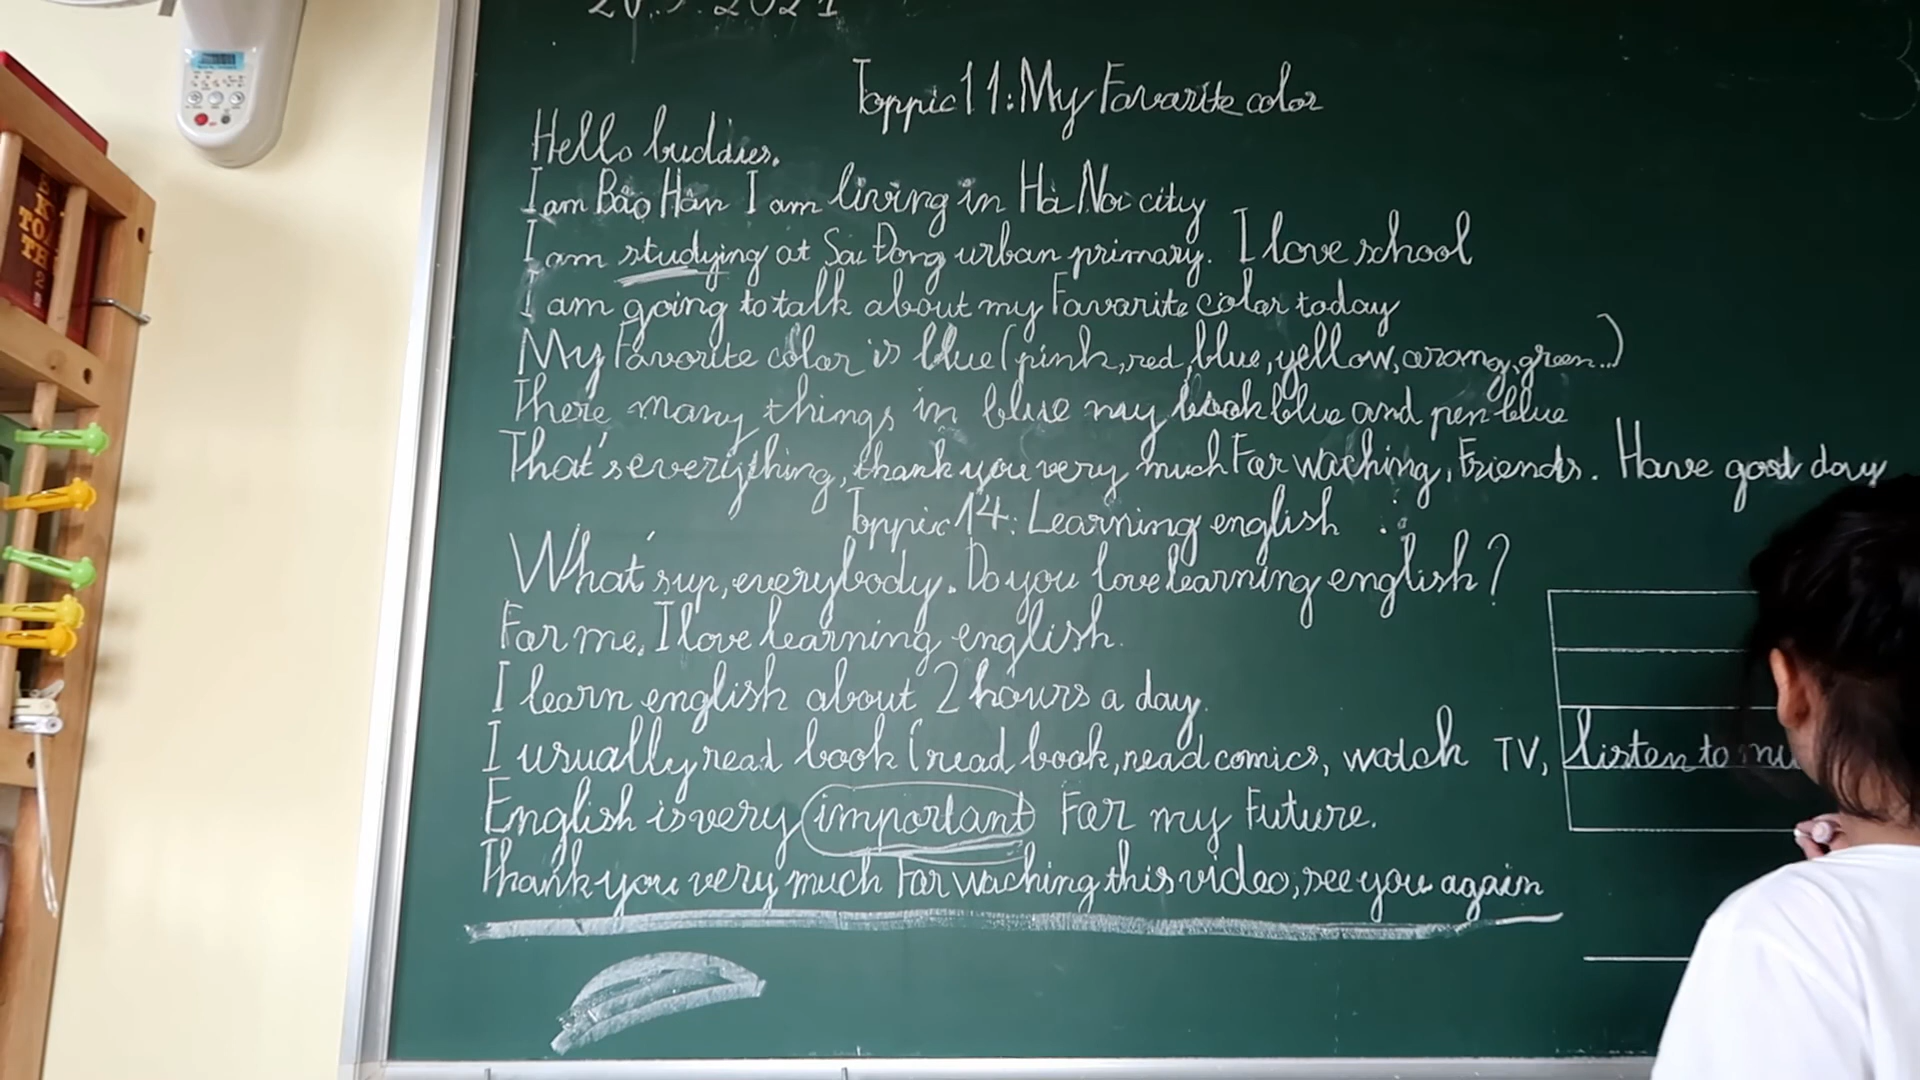 Toppic 11: My Favarite color
Hello buddies.
I am Bảo Hân I am living in Hà Noi city
I am studying at Sai Đong urban primary. I love school
I am going to talk about my Favarite color today
My Favorite color is blue (pink, red, blue, yellow, orang, green...)
There many things in blue my book blue and pen blue
That's everything, thank you very much For waching, Friends. Have good day
Toppic 14: Learning english
What's up, everybody. Do you love learning english?
For me, I love learning english.
I learn english about 2 hours a day.
I usually read book (read book, read comics, watch TV, listen to
English is very important For my Future.
Thank you very much For waching this video, see you again